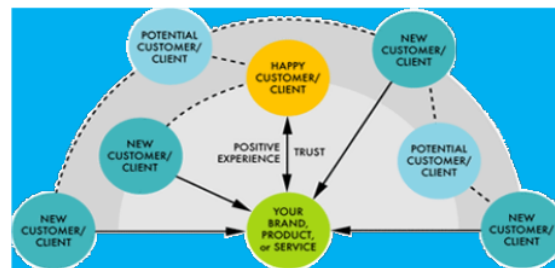 POTENTIAL
CUSTOMER/
CLIENT
HAPPY
CUSTOMER/
CLIENT
NEW
CUSTOMER/
CLIENT
NEW
CUSTOMER/
CLIENT
POSITIVE
EXPERIENCE
TRUST
POTENTIAL
CUSTOMER/
CLIENT
NEW
CUSTOMER/
CLIENT
YOUR
BRAND,
PRODUCT,
or SERVICE
NEW
CUSTOMER/
CLIENT